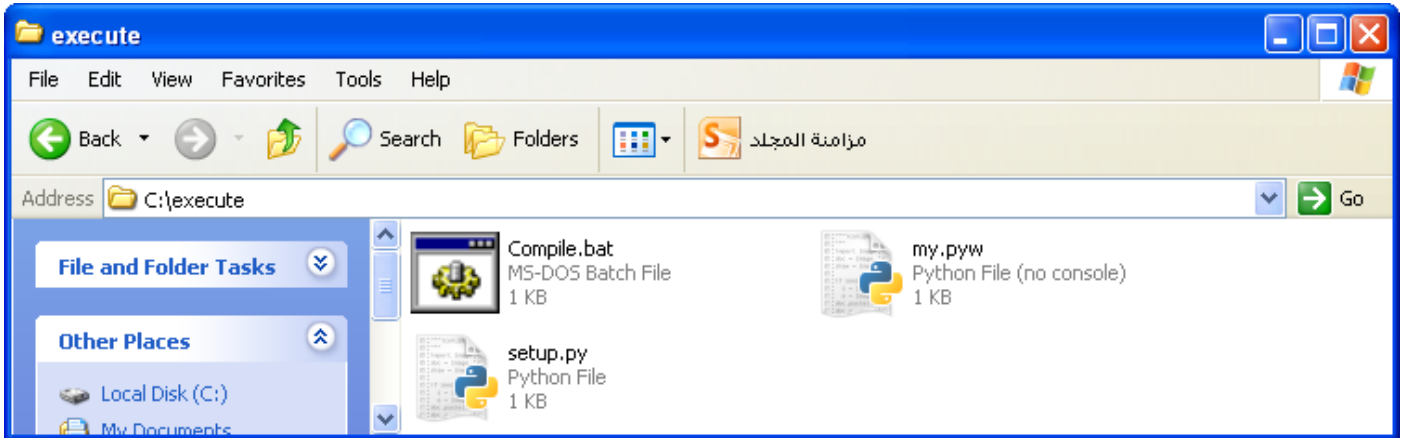 execute
File Edit View Favorites Tools Help
Back Search Folders مزامنة المجلد
Address C:\execute Go
File and Folder Tasks
Other Places
Local Disk (C:)
My Documents
Compile.bat
MS-DOS Batch File
1 KB
my.pyw
Python File (no console)
1 KB
setup.py
Python File
1 KB